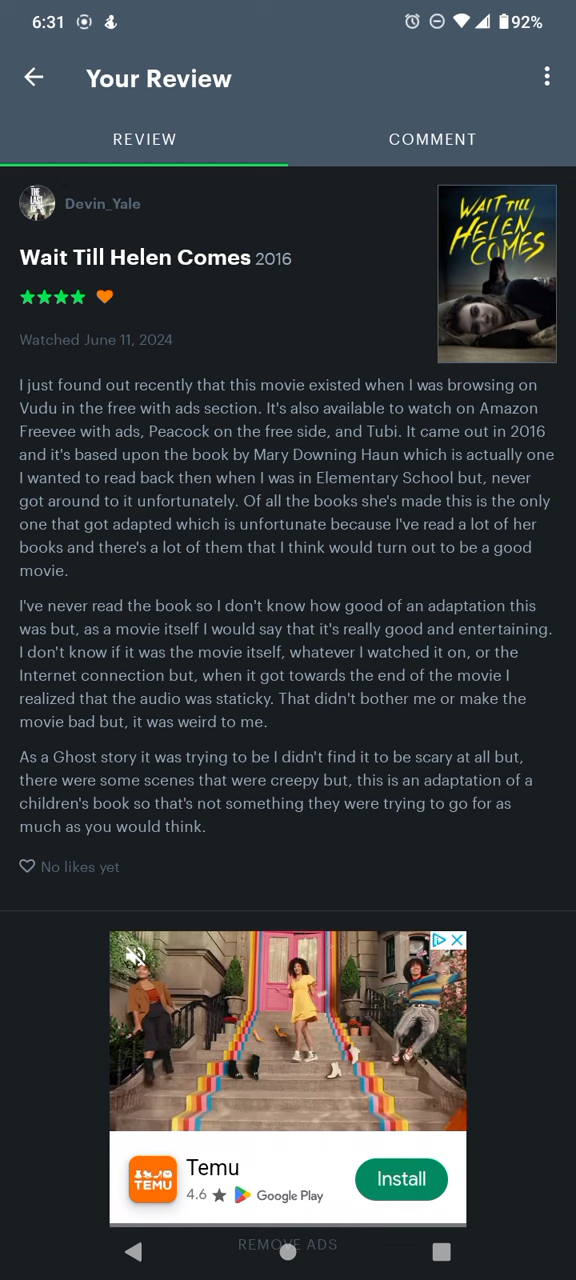 6:31
92%
Your Review
REVIEW
COMMENT
THE
LAST
Devin_Yale
WAIT TILL
HELEN
COMES
Wait Till Helen Comes 2016
Watched June 11, 2024
I just found out recently that this movie existed when I was browsing on
Vudu in the free with ads section. It's also available to watch on Amazon
Freevee with ads, Peacock on the free side, and Tubi. It came out in 2016
and it's based upon the book by Mary Downing Haun which is actually one
I wanted to read back then when I was in Elementary School but, never
got around to it unfortunately. Of all the books she's made this is the only
one that got adapted which is unfortunate because I've read a lot of her
books and there's a lot of them that I think would turn out to be a good
movie.
I've never read the book so I don't know how good of an adaptation this
was but, as a movie itself I would say that it's really good and entertaining.
I don't know if it was the movie itself, whatever I watched it on, or the
Internet connection but, when it got towards the end of the movie I
realized that the audio was staticky. That didn't bother me or make the
movie bad but, it was weird to me.
As a Ghost story it was trying to be I didn't find it to be scary at all but,
there were some scenes that were creepy but, this is an adaptation of a
children's book so that's not something they were trying to go for as
much as you would think.
No likes yet
TEMU
Temu
4.6 ★ Google Play
Install
REMOVE ADS